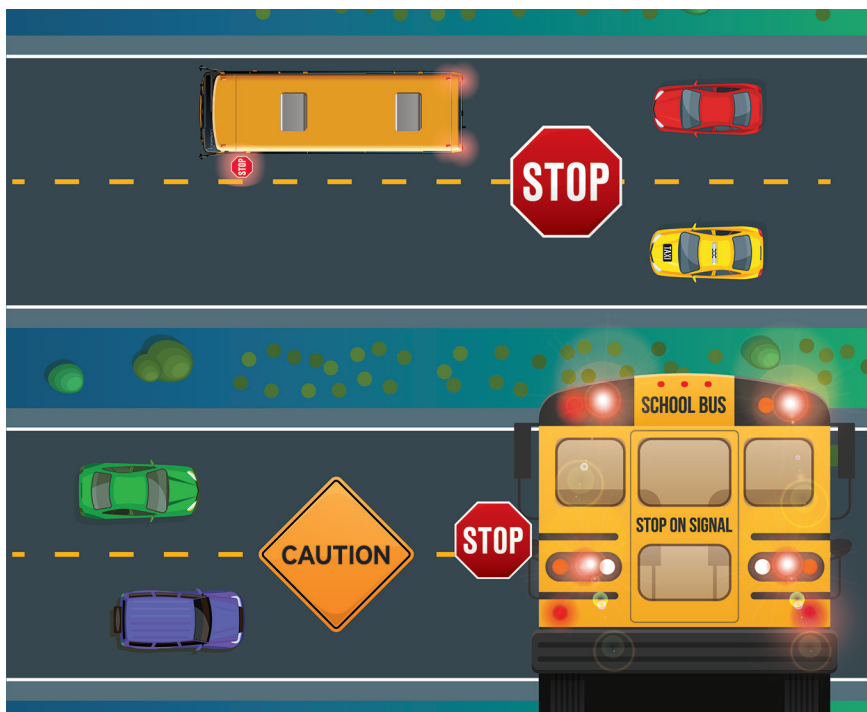 STOP
STOP
TAXI
SCHOOL BUS
STOP ON SIGNAL
CAUTION
STOP